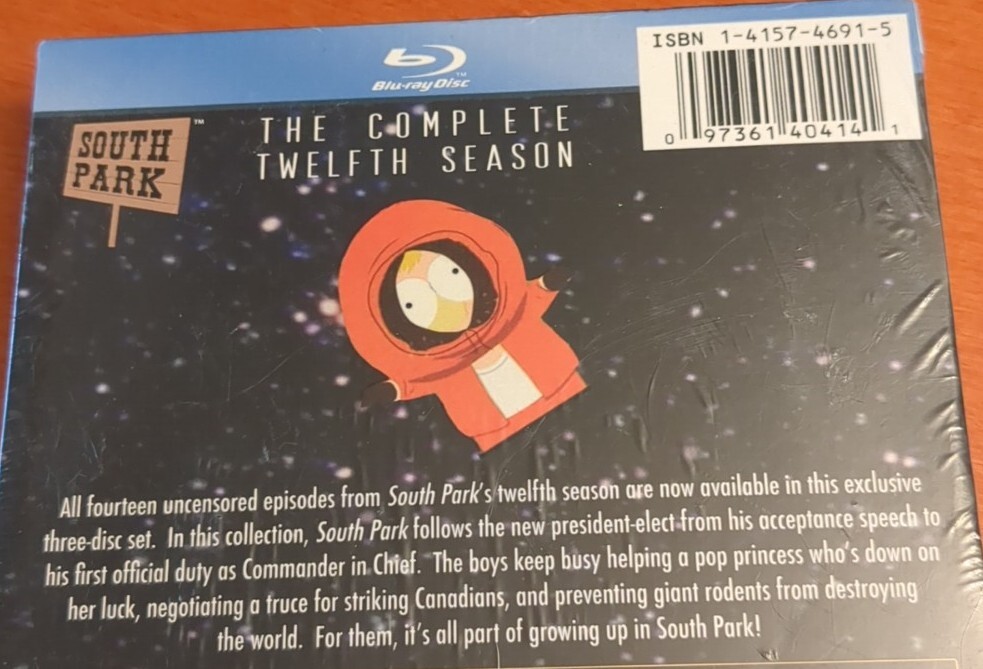 ISBN 1-4157-4691-5
Blu-ray Disc™
0 97361 40414 1
SOUTH PARK™
THE COMPLETE
TWELFTH SEASON
All fourteen uncensored episodes from South Park's twelfth season are now available in this exclusive
three-disc set. In this collection, South Park follows the new president-elect from his acceptance speech to
his first official duty as Commander in Chief. The boys keep busy helping a pop princess who's down on
her luck, negotiating a truce for striking Canadians, and preventing giant rodents from destroying
the world. For them, it's all part of growing up in South Park!